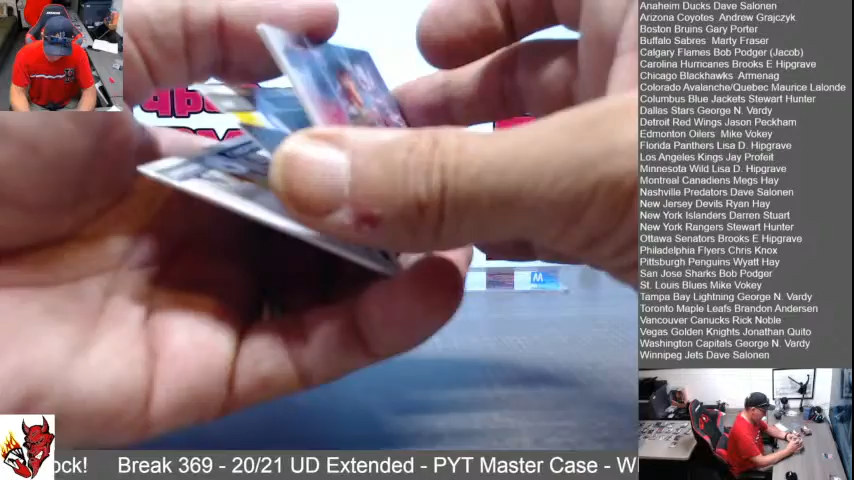 Anaheim Ducks Dave Salonen
Arizona Coyotes Andrew Grajczyk
Boston Bruins Gary Porter
Buffalo Sabres Marty Fraser
Calgary Flames Bob Podger (Jacob)
Carolina Hurricanes Brooks E Hipgrave
Chicago Blackhawks Armenag
Colorado Avalanche/Quebec Maurice Lalonde
Columbus Blue Jackets Stewart Hunter
Dallas Stars George N. Vardy
Detroit Red Wings Jason Peckham
Edmonton Oilers Mike Vokey
Florida Panthers Lisa D. Hipgrave
Los Angeles Kings Jay Profeit
Minnesota Wild Lisa D. Hipgrave
Montreal Canadiens Megs Hay
Nashville Predators Dave Salonen
New Jersey Devils Ryan Hay
New York Islanders Darren Stuart
New York Rangers Stewart Hunter
Ottawa Senators Brooks E Hipgrave
Philadelphia Flyers Chris Knox
Pittsburgh Penguins Wyatt Hay
San Jose Sharks Bob Podger
St. Louis Blues Mike Vokey
Tampa Bay Lightning George N. Vardy
Toronto Maple Leafs Brandon Andersen
Vancouver Canucks Rick Noble
Vegas Golden Knights Jonathan Quito
Washington Capitals George N. Vardy
Winnipeg Jets Dave Salonen
ock! Break 369 - 20/21 UD Extended - PYT Master Case - W